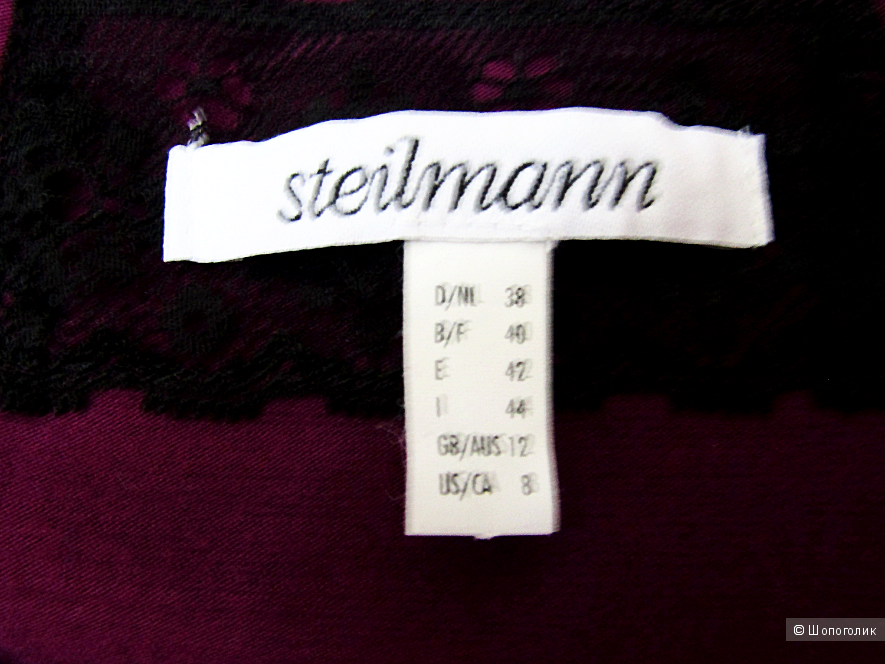 steilmann
D/NL 38
B/F 40
E 42
I 44
GB/AUS 12
US/CA 8
© Шопоголик